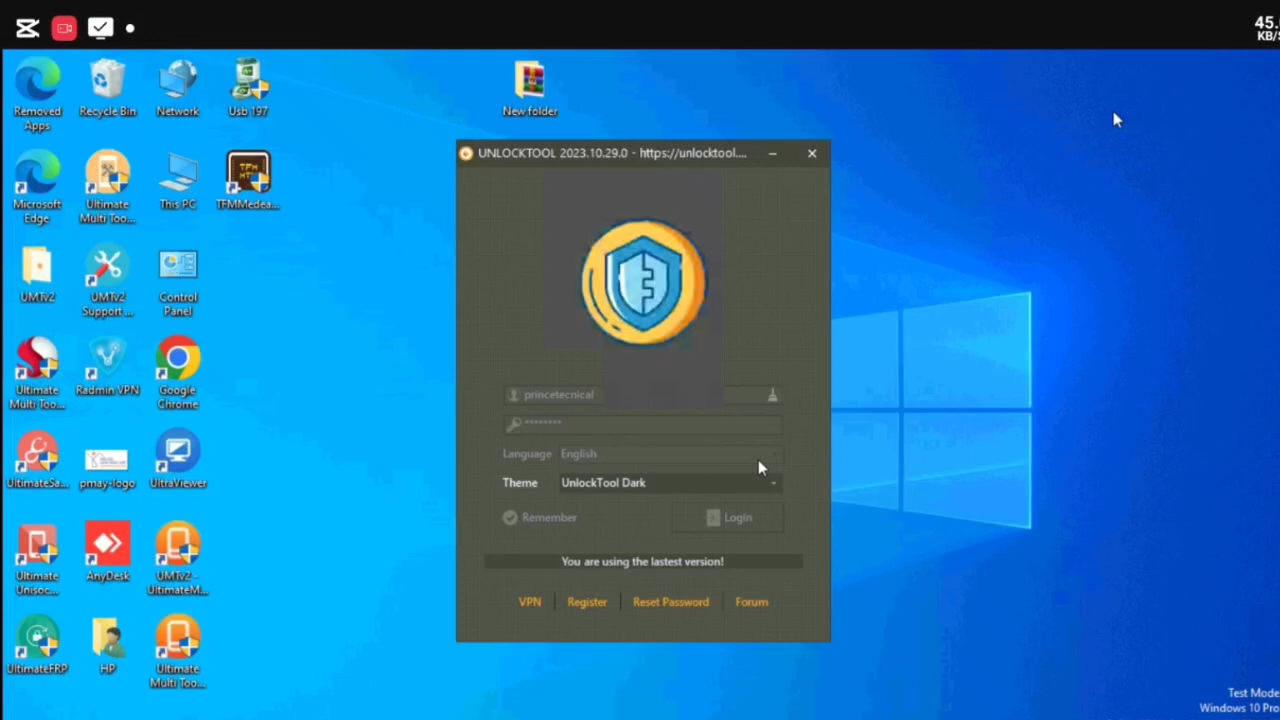 45.
KB/S
Removed
Apps
Recycle Bin
Network
Usb 197
New folder
Microsoft
Edge
Ultimate
Multi Too...
This PC
TFMMedea...
UMTv2
UMTv2
Support ...
Control
Panel
Ultimate
Multi Too...
Radmin VPN
Google
Chrome
UltimateSa...
pmay-logo
UltraViewer
Ultimate
Unisoc...
AnyDesk
UMTv2 -
UltimateM...
UltimateFRP
HP
Ultimate
Multi Too...
UNLOCKTOOL 2023.10.29.0 - https://unlocktool....
princetecnical
********
Language English
Theme UnlockTool Dark
Remember Login
You are using the lastest version!
VPN Register Reset Password Forum
Test Mode
Windows 10 Pro